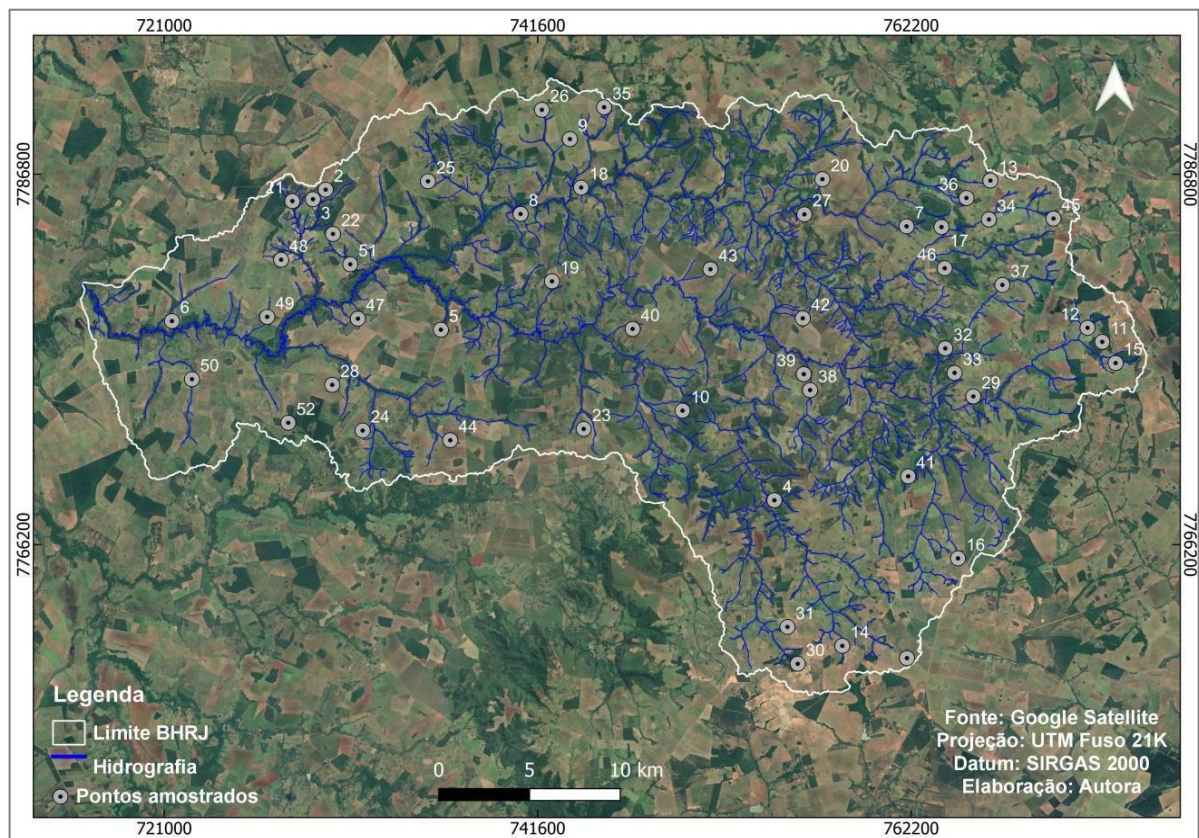 721000 741600 762200
26 35
9
7786800 7786800
2 25 18 20 13
21 3 36
8 27 7 34 45
22 17
48 51 43 46
19 37
6 49 47 5 40 42 12 11
32 15
50 28 39 38 33 29
10
52 24 44 23
41
4
7766200 7766200
16
31 14
30
Legenda
Limite BHRJ
Hidrografia
Pontos amostrados
0 5 10 km
Fonte: Google Satellite
Projeção: UTM Fuso 21K
Datum: SIRGAS 2000
Elaboração: Autora
721000 741600 762200